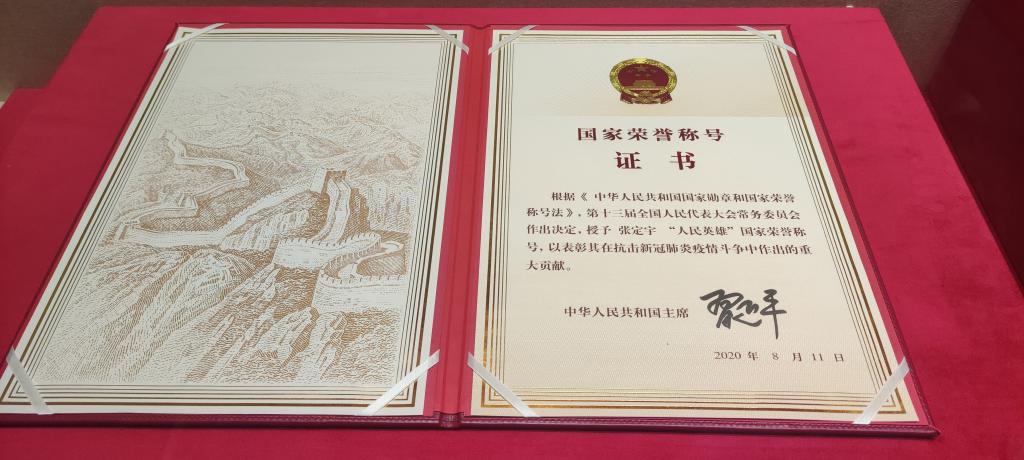 国家荣誉称号
证 书
根据《 中华人民共和国国家勋章和国家荣誉
称号法》，第十三届全国人民代表大会常务委员会
作出决定，授予 张定宇 “人民英雄”国家荣誉称
号，以表彰其在抗击新冠肺炎疫情斗争中作出的重
大贡献。
中华人民共和国主席 习近平
2020 年 8 月 11 日